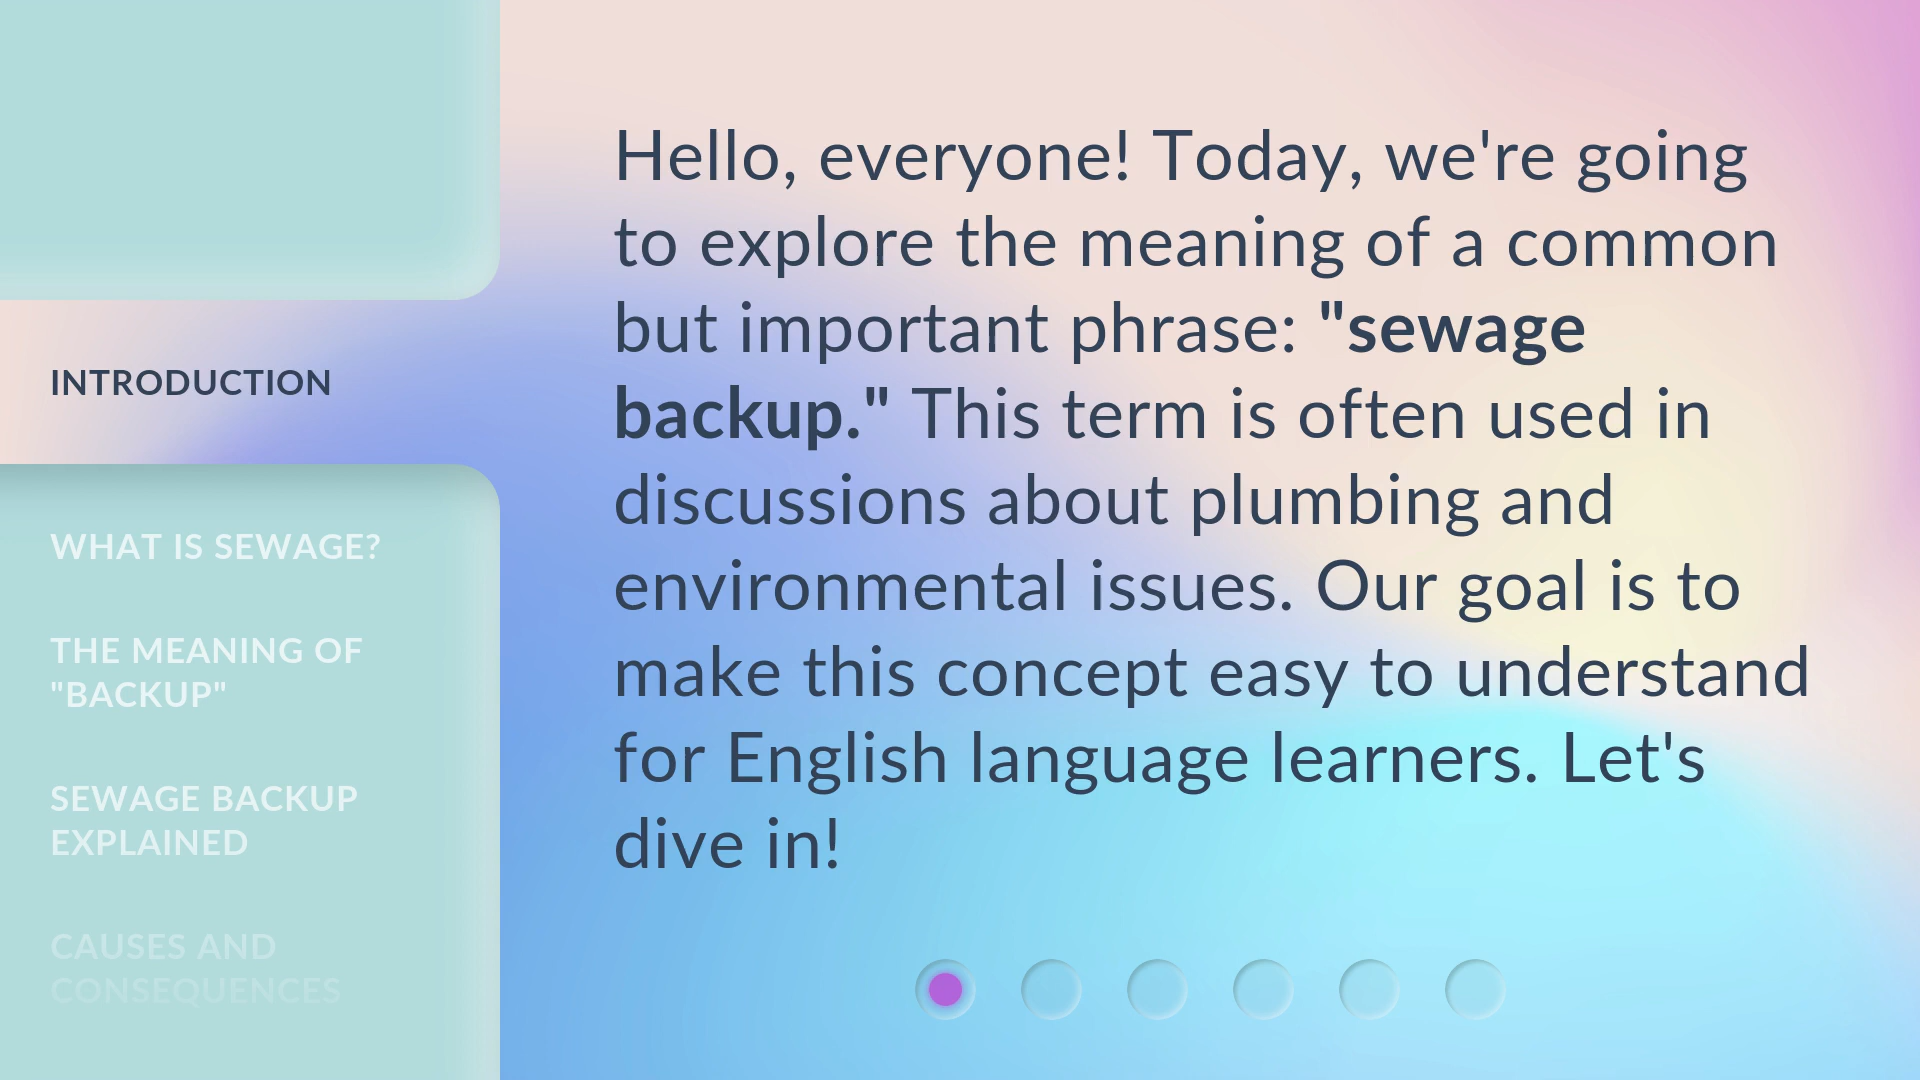 INTRODUCTION
WHAT IS SEWAGE?
THE MEANING OF
"BACKUP"
SEWAGE BACKUP
EXPLAINED
CAUSES AND
CONSEQUENCES
Hello, everyone! Today, we're going
to explore the meaning of a common
but important phrase: "sewage
backup." This term is often used in
discussions about plumbing and
environmental issues. Our goal is to
make this concept easy to understand
for English language learners. Let's
dive in!